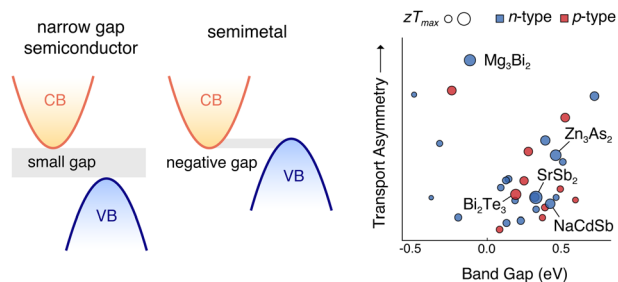 narrow gap
semiconductor
CB
small gap
VB
semimetal
CB
negative gap
VB
zTmax
n-type
p-type
Transport Asymmetry
Mg₃Bi₂
Zn₃As₂
SrSb₂
Bi₂Te₃
NaCdSb
-0.5 0.0 0.5
Band Gap (eV)